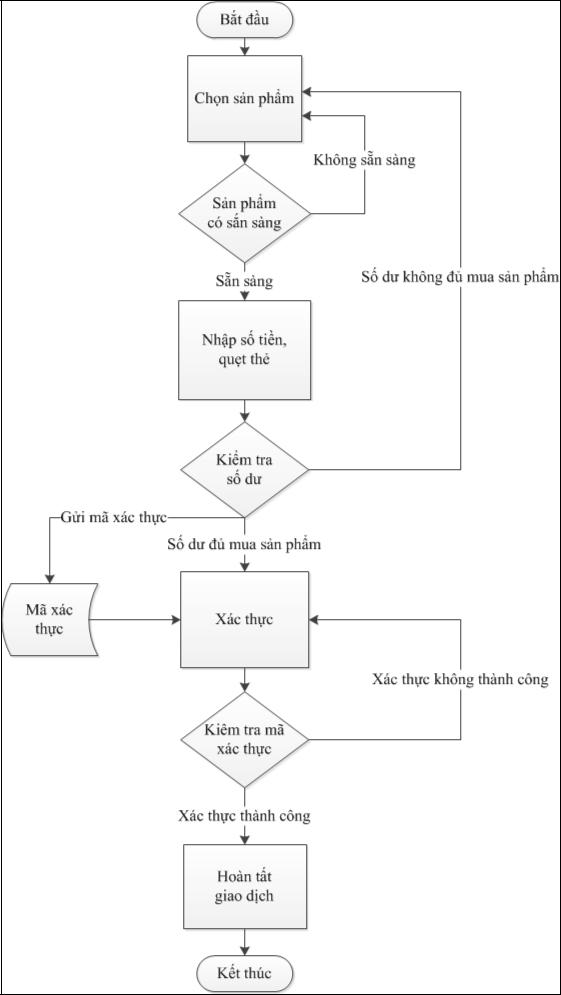 Bắt đầu
Chọn sản phẩm
Không sẵn sàng
Sản phẩm
có sẵn sàng
Sẵn sàng
Số dư không đủ mua sản phẩm
Nhập số tiền,
quẹt thẻ
Kiểm tra
số dư
Gửi mã xác thực
Số dư đủ mua sản phẩm
Mã xác
thực
Xác thực
Xác thực không thành công
Kiểm tra mã
xác thực
Xác thực thành công
Hoàn tất
giao dịch
Kết thúc